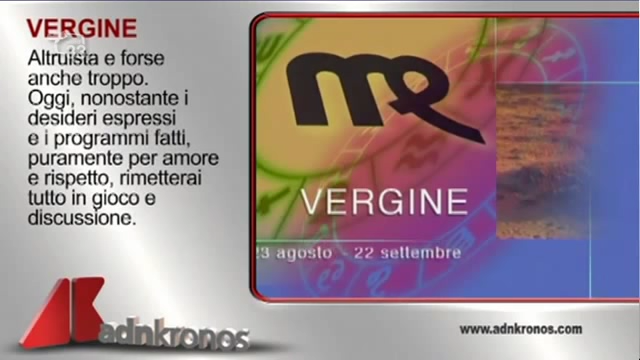 VERGINE
Altruista e forse
anche troppo.
Oggi, nonostante i
desideri espressi
e i programmi fatti,
puramente per amore
e rispetto, rimetterai
tutto in gioco e
discussione.
VERGINE
23 agosto - 22 settembre
adnkronos
www.adnkronos.com